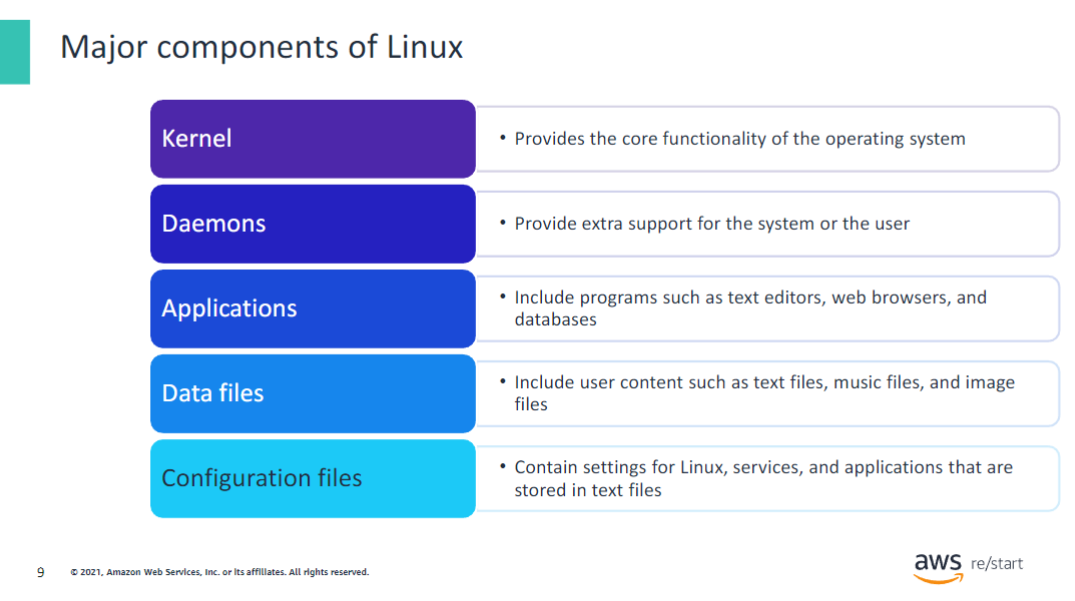 Major components of Linux
Kernel
• Provides the core functionality of the operating system
Daemons
• Provide extra support for the system or the user
Applications
• Include programs such as text editors, web browsers, and
databases
Data files
• Include user content such as text files, music files, and image
files
Configuration files
• Contain settings for Linux, services, and applications that are
stored in text files
9
© 2021, Amazon Web Services, Inc. or its affiliates. All rights reserved.
aws re/start